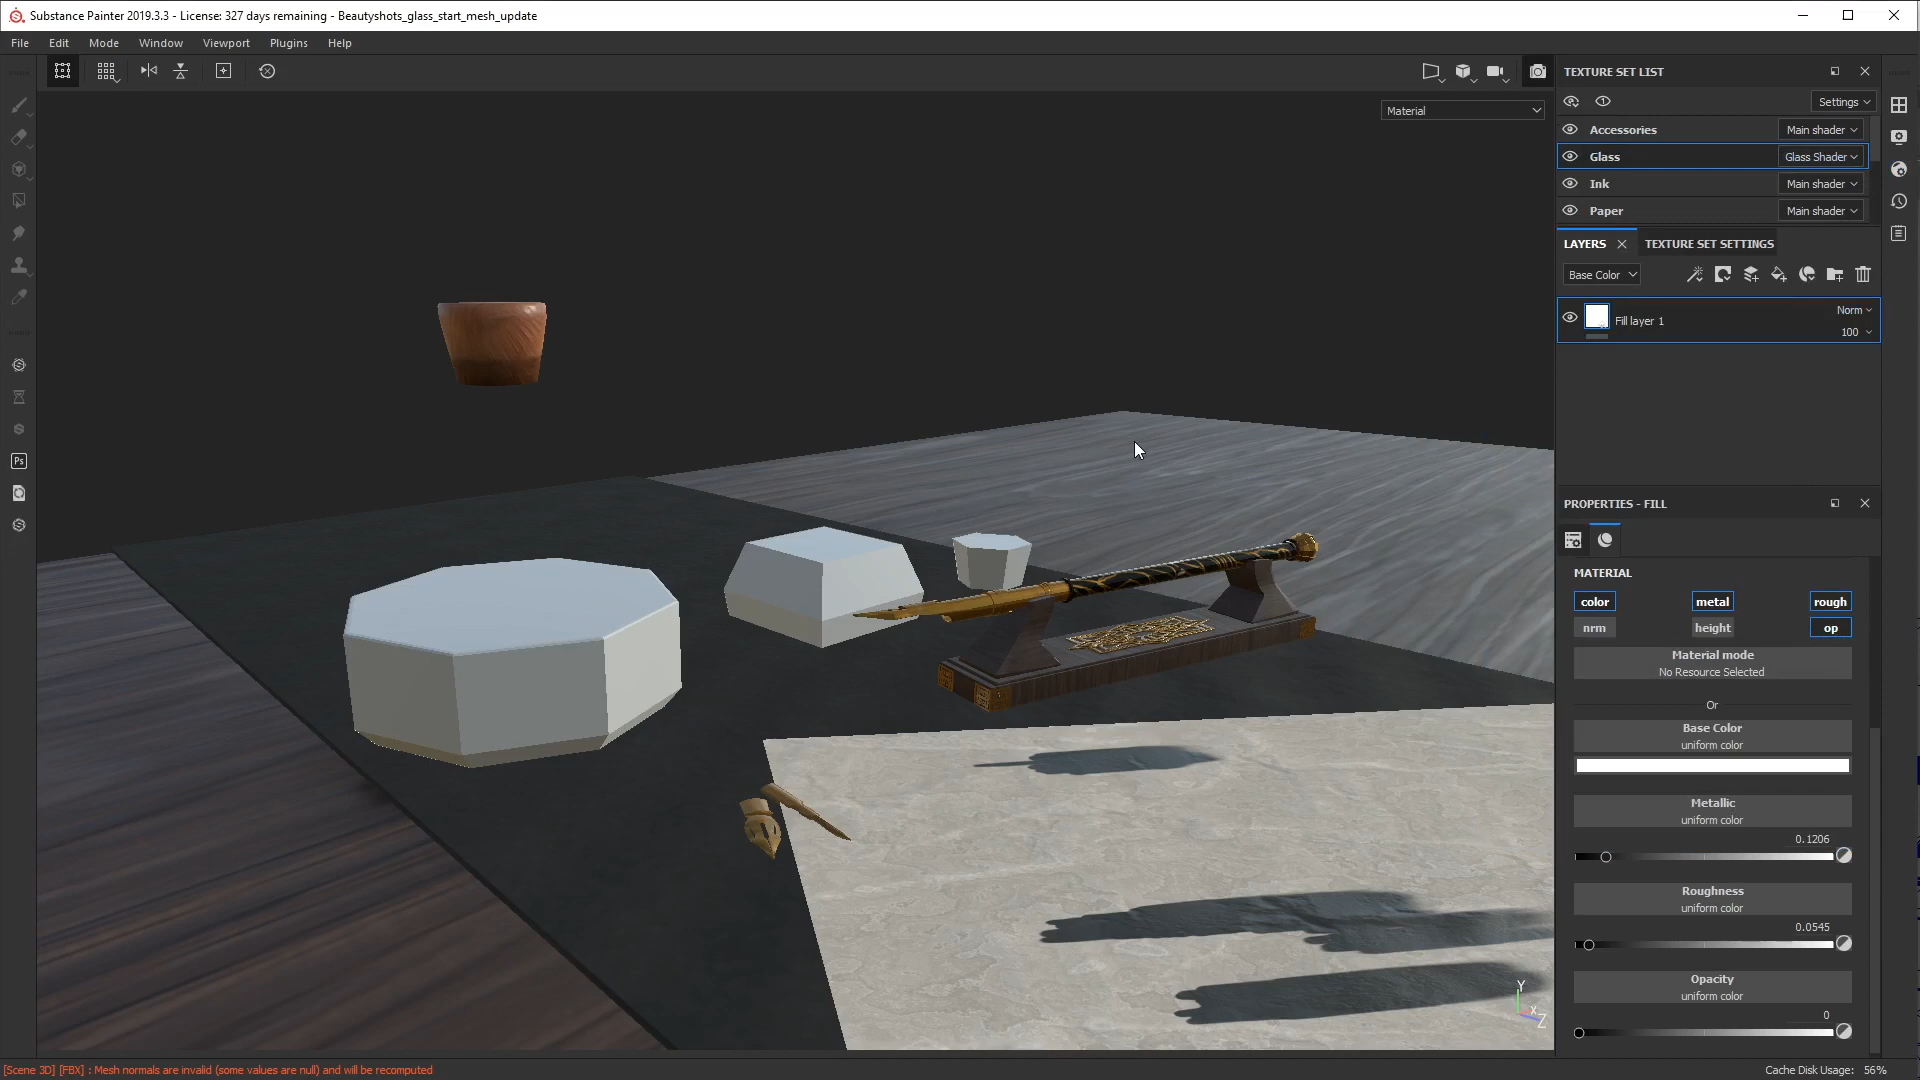 Substance Painter 2019.3.3 - License: 327 days remaining - Beautyshots_glass_start_mesh_update
File Edit Mode Window Viewport Plugins Help
Material
TEXTURE SET LIST
Settings
Accessories Main shader
Glass Glass Shader
Ink Main shader
Paper Main shader
LAYERS TEXTURE SET SETTINGS
Base Color
Fill layer 1
Norm
100
PROPERTIES - FILL
MATERIAL
color metal rough
nrm height op
Material mode
No Resource Selected
Or
Base Color
uniform color
Metallic
uniform color
0.1206
Roughness
uniform color
0.0545
Opacity
uniform color
0
Ps
Y
X
Z
[Scene 3D] [FBX] : Mesh normals are invalid (some values are null) and will be recomputed
Cache Disk Usage: 56%